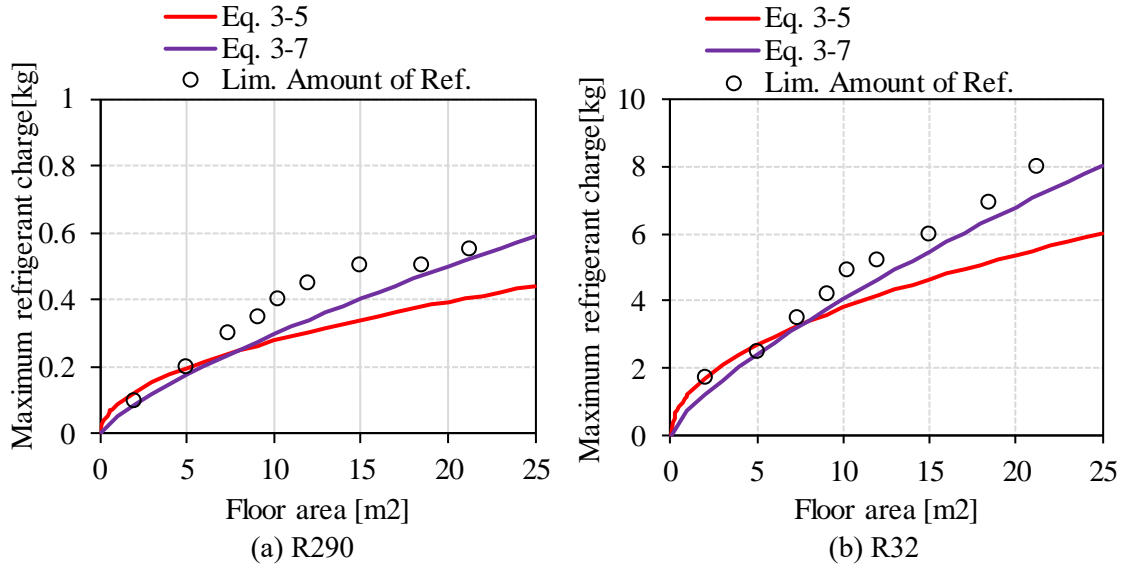 Eq. 3-5
Eq. 3-7
Lim. Amount of Ref.
Maximum refrigerant charge[kg]
1
0.8
0.6
0.4
0.2
0
0 5 10 15 20 25
Floor area [m2]
(a) R290
Eq. 3-5
Eq. 3-7
Lim. Amount of Ref.
Maximum refrigerant charge[kg]
10
8
6
4
2
0
0 5 10 15 20 25
Floor area [m2]
(b) R32